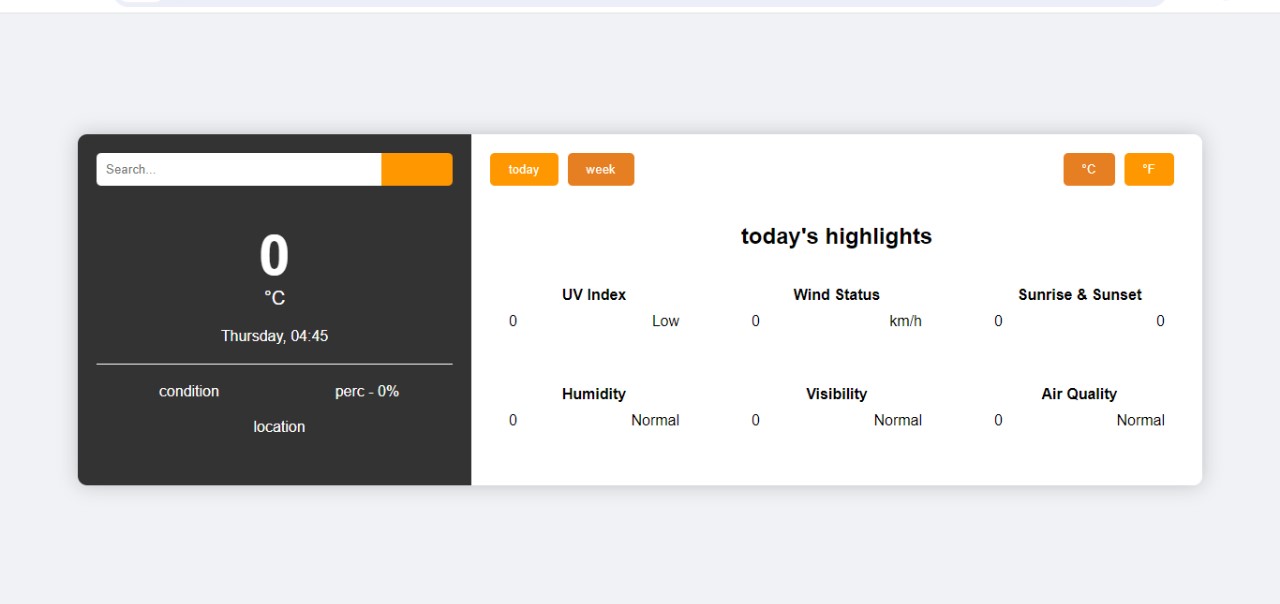 Search...
0
°C
Thursday, 04:45
condition perc - 0%
location
today week °C °F
today's highlights
UV Index Wind Status Sunrise & Sunset
0 Low 0 km/h 0 0
Humidity Visibility Air Quality
0 Normal 0 Normal 0 Normal